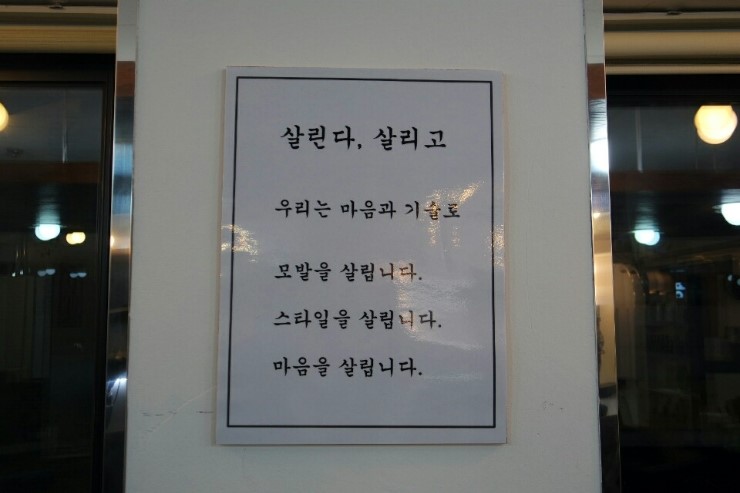 살린다, 살리고
우리는 마음과 기술로
모발을 살립니다.
스타일을 살립니다.
마음을 살립니다.